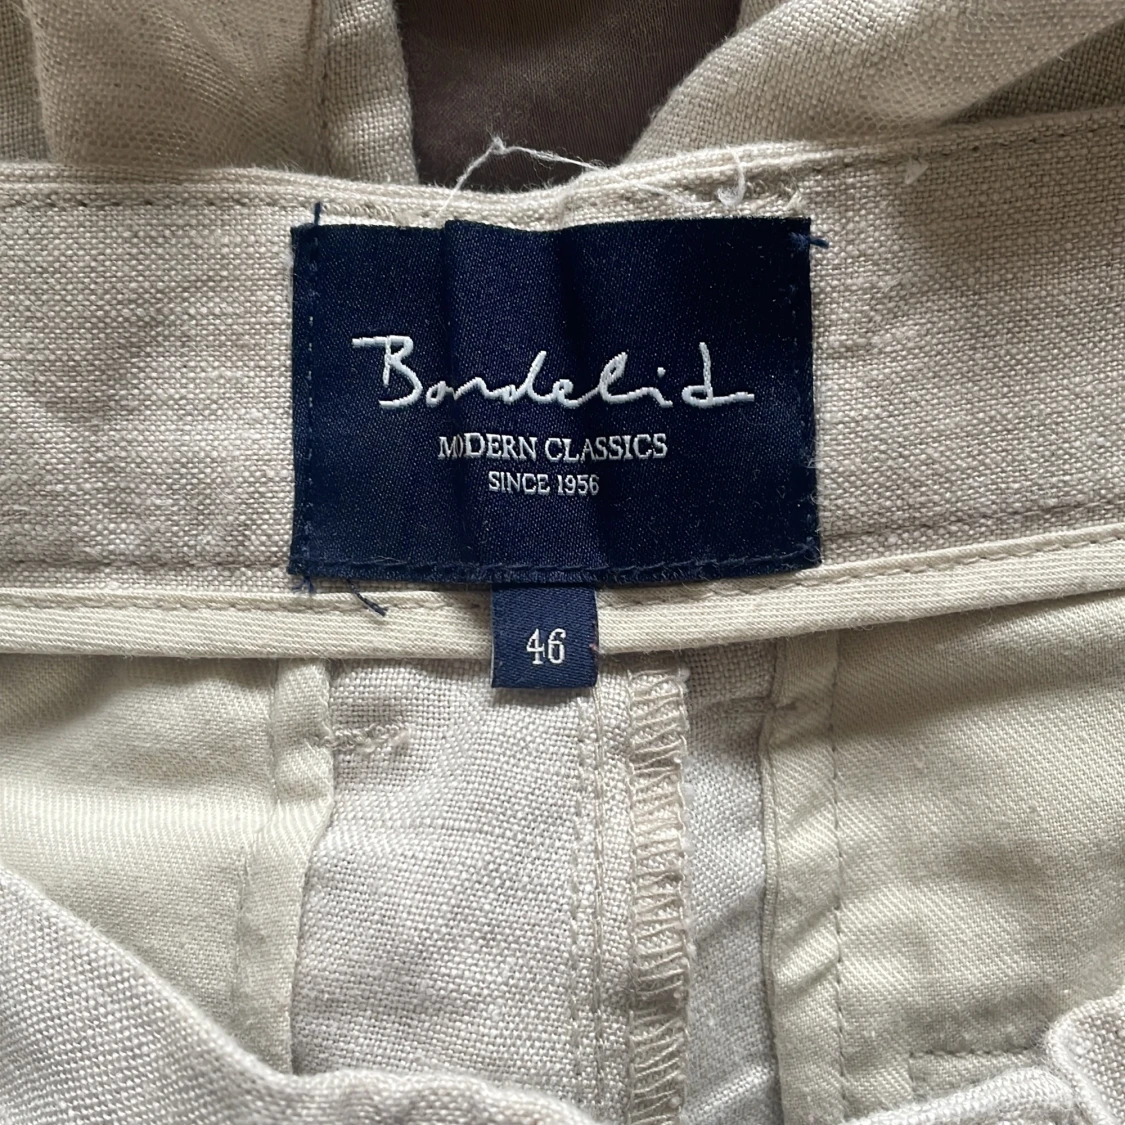 Bondelid
MODERN CLASSICS
SINCE 1956
46